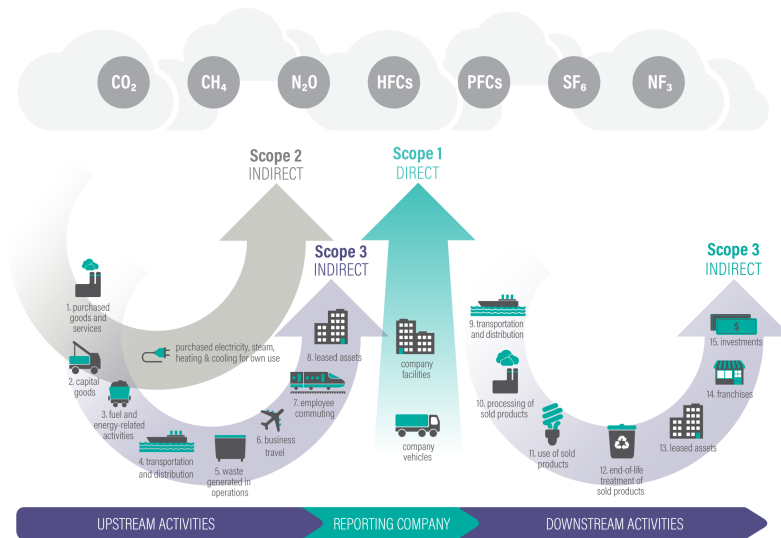 CO₂
CH₄
N₂O
HFCs
PFCs
SF₆
NF₃
Scope 2
INDIRECT
Scope 1
DIRECT
Scope 3
INDIRECT
Scope 3
INDIRECT
1. purchased
goods and
services
2. capital
goods
3. fuel and
energy-related
activities
4. transportation
and distribution
5. waste
generated in
operations
6. business
travel
7. employee
commuting
8. leased assets
purchased electricity, steam,
heating & cooling for own use
company
facilities
company
vehicles
9. transportation
and distribution
10. processing of
sold products
11. use of sold
products
12. end-of-life
treatment of
sold products
13. leased assets
14. franchises
$
15. investments
UPSTREAM ACTIVITIES
REPORTING COMPANY
DOWNSTREAM ACTIVITIES